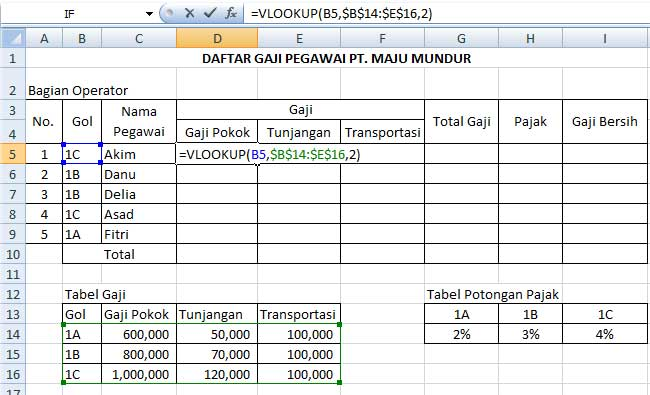 IF =VLOOKUP(B5,$B$14:$E$16,2)
A B C D E F G H I
1 DAFTAR GAJI PEGAWAI PT. MAJU MUNDUR
2 Bagian Operator
3 No. Gol Nama Pegawai Gaji Total Gaji Pajak Gaji Bersih
4 Gaji Pokok Tunjangan Transportasi
5 1 1C Akim =VLOOKUP(B5,$B$14:$E$16,2)
6 2 1B Danu
7 3 1B Delia
8 4 1C Asad
9 5 1A Fitri
10 Total
11
12 Tabel Gaji Tabel Potongan Pajak
13 Gol Gaji Pokok Tunjangan Transportasi 1A 1B 1C
14 1A 600,000 50,000 100,000 2% 3% 4%
15 1B 800,000 70,000 100,000
16 1C 1,000,000 120,000 100,000
17